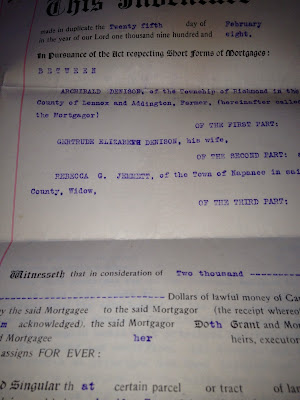 This Indenture
made in duplicate the Twenty fifth day of February
in the year of our Lord one thousand nine hundred and eight.
In Pursuance of the Act respecting Short Forms of Mortgages:
BETWEEN
ARCHIBALD DENISON, of the Township of Richmond in the
County of Lennox and Addington, Farmer, (hereinafter called
the Mortgagor)
OF THE FIRST PART:
GERTRUDE ELIZABETH DENISON, his wife,
OF THE SECOND PART:
REBECCA G. JEMMETT, of the Town of Napanee in said
County, Widow,
OF THE THIRD PART:
Witnesseth that in consideration of Two thousand ----------
---------------- Dollars of lawful money of Ca
by the said Mortgagee to the said Mortgagor (the receipt whereof
acknowledged), the said Mortgagor Doth Grant and Mor
d Mortgagee her heirs, executors
assigns FOR EVER:
d Singular th at certain parcel or tract of lan